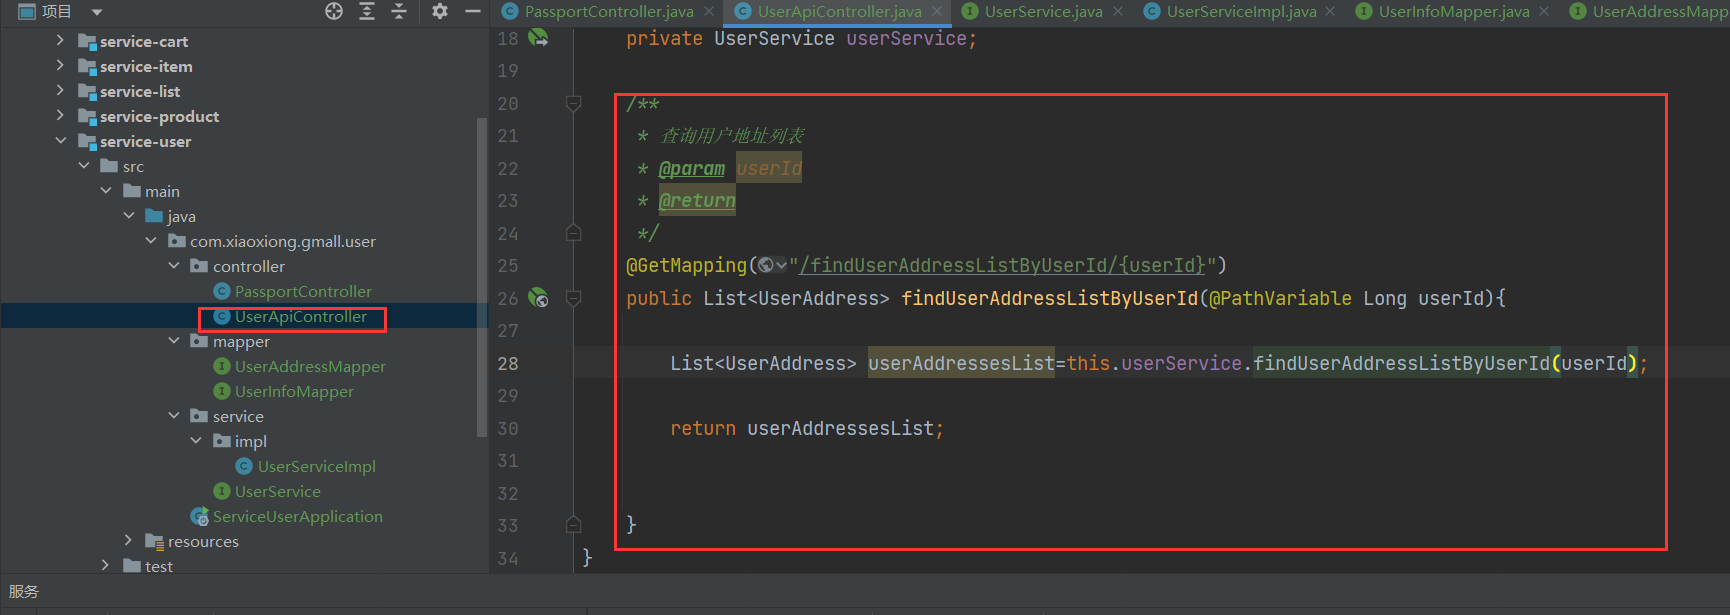 项目
service-cart
service-item
service-list
service-product
service-user
src
main
java
com.xiaoxiong.gmall.user
controller
PassportController
UserApiController
mapper
UserAddressMapper
UserInfoMapper
service
impl
UserServiceImpl
UserService
ServiceUserApplication
resources
test
服务
PassportController.java
UserApiController.java
UserService.java
UserServiceImpl.java
UserInfoMapper.java
UserAddressMapp
18 private UserService userService;
19
20 /**
21 * 查询用户地址列表
22 * @param userId
23 * @return
24 */
25 @GetMapping("/findUserAddressListByUserId/{userId}")
26 public List<UserAddress> findUserAddressListByUserId(@PathVariable Long userId){
27
28 List<UserAddress> userAddressesList=this.userService.findUserAddressListByUserId(userId);
29
30 return userAddressesList;
31
32
33 }
34 }